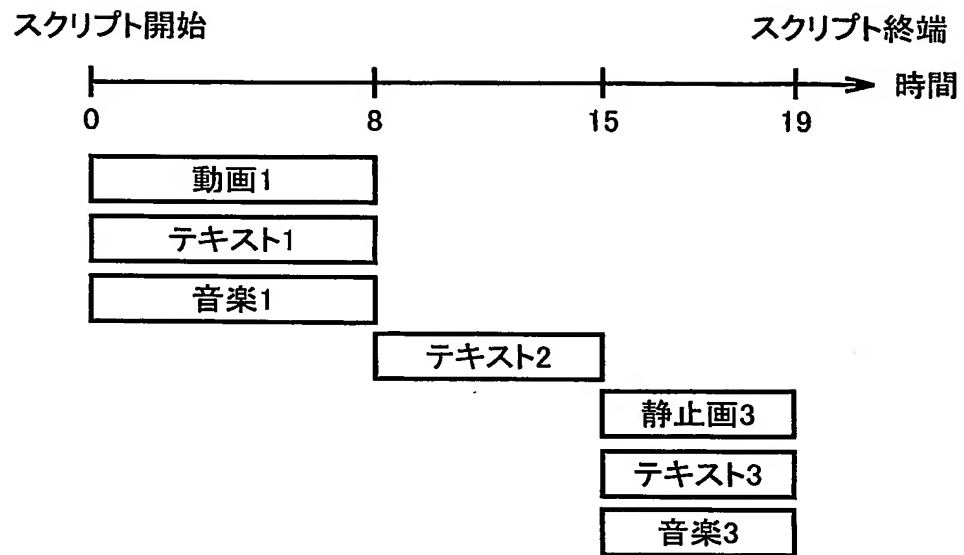 スクリプト開始 スクリプト終端
時間
0 8 15 19
動画1
テキスト1
音楽1
テキスト2
静止画3
テキスト3
音楽3